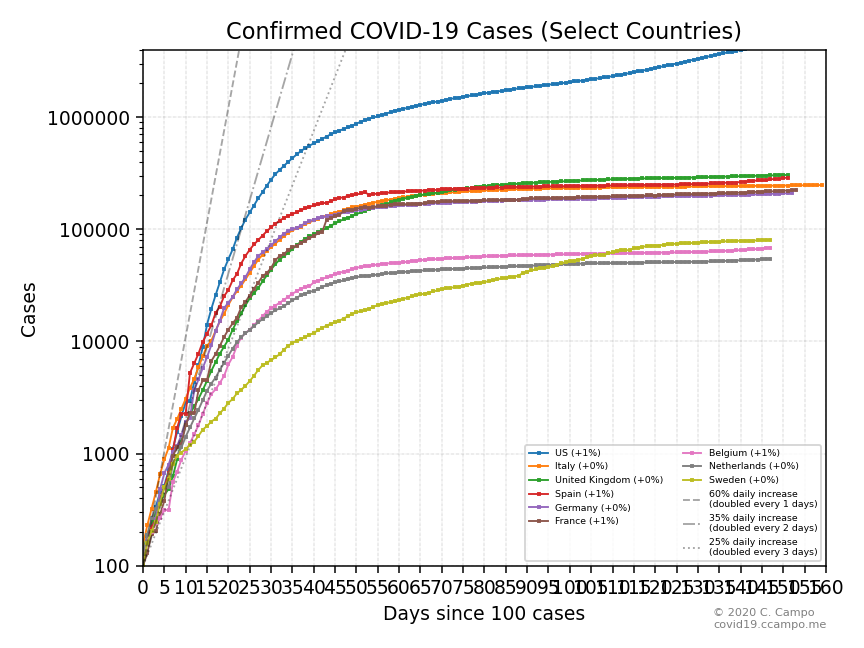 Confirmed COVID-19 Cases (Select Countries)
1000000
100000
10000
1000
100
Cases
US (+1%)
Italy (+0%)
United Kingdom (+0%)
Spain (+1%)
Germany (+0%)
France (+1%)
Belgium (+1%)
Netherlands (+0%)
Sweden (+0%)
60% daily increase
(doubled every 1 days)
35% daily increase
(doubled every 2 days)
25% daily increase
(doubled every 3 days)
0 5 10 15 20 25 30 35 40 45 50 55 60 65 70 75 80 85 90 95 100 105 110 115 120 125 130 135 140 145 150 155 160
Days since 100 cases
© 2020 C. Campo
covid19.ccampo.me